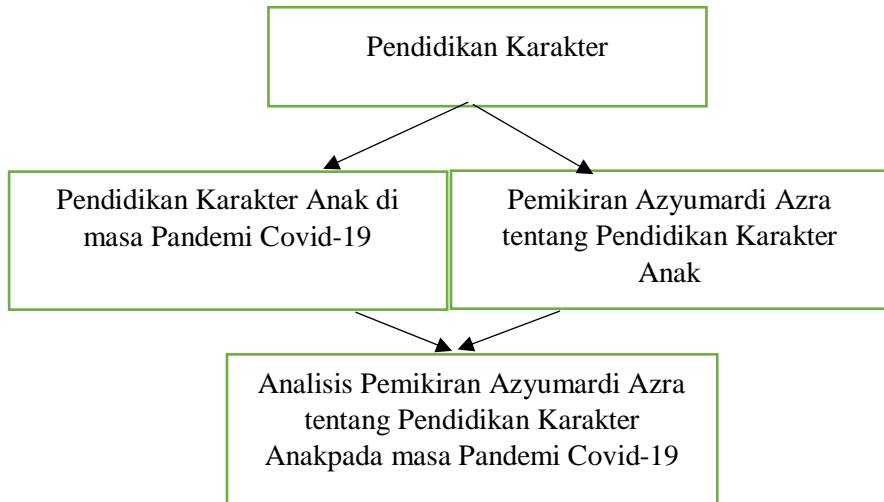 Pendidikan Karakter
Pendidikan Karakter Anak di
masa Pandemi Covid-19
Pemikiran Azyumardi Azra
tentang Pendidikan Karakter
Anak
Analisis Pemikiran Azyumardi Azra
tentang Pendidikan Karakter
Anakpada masa Pandemi Covid-19